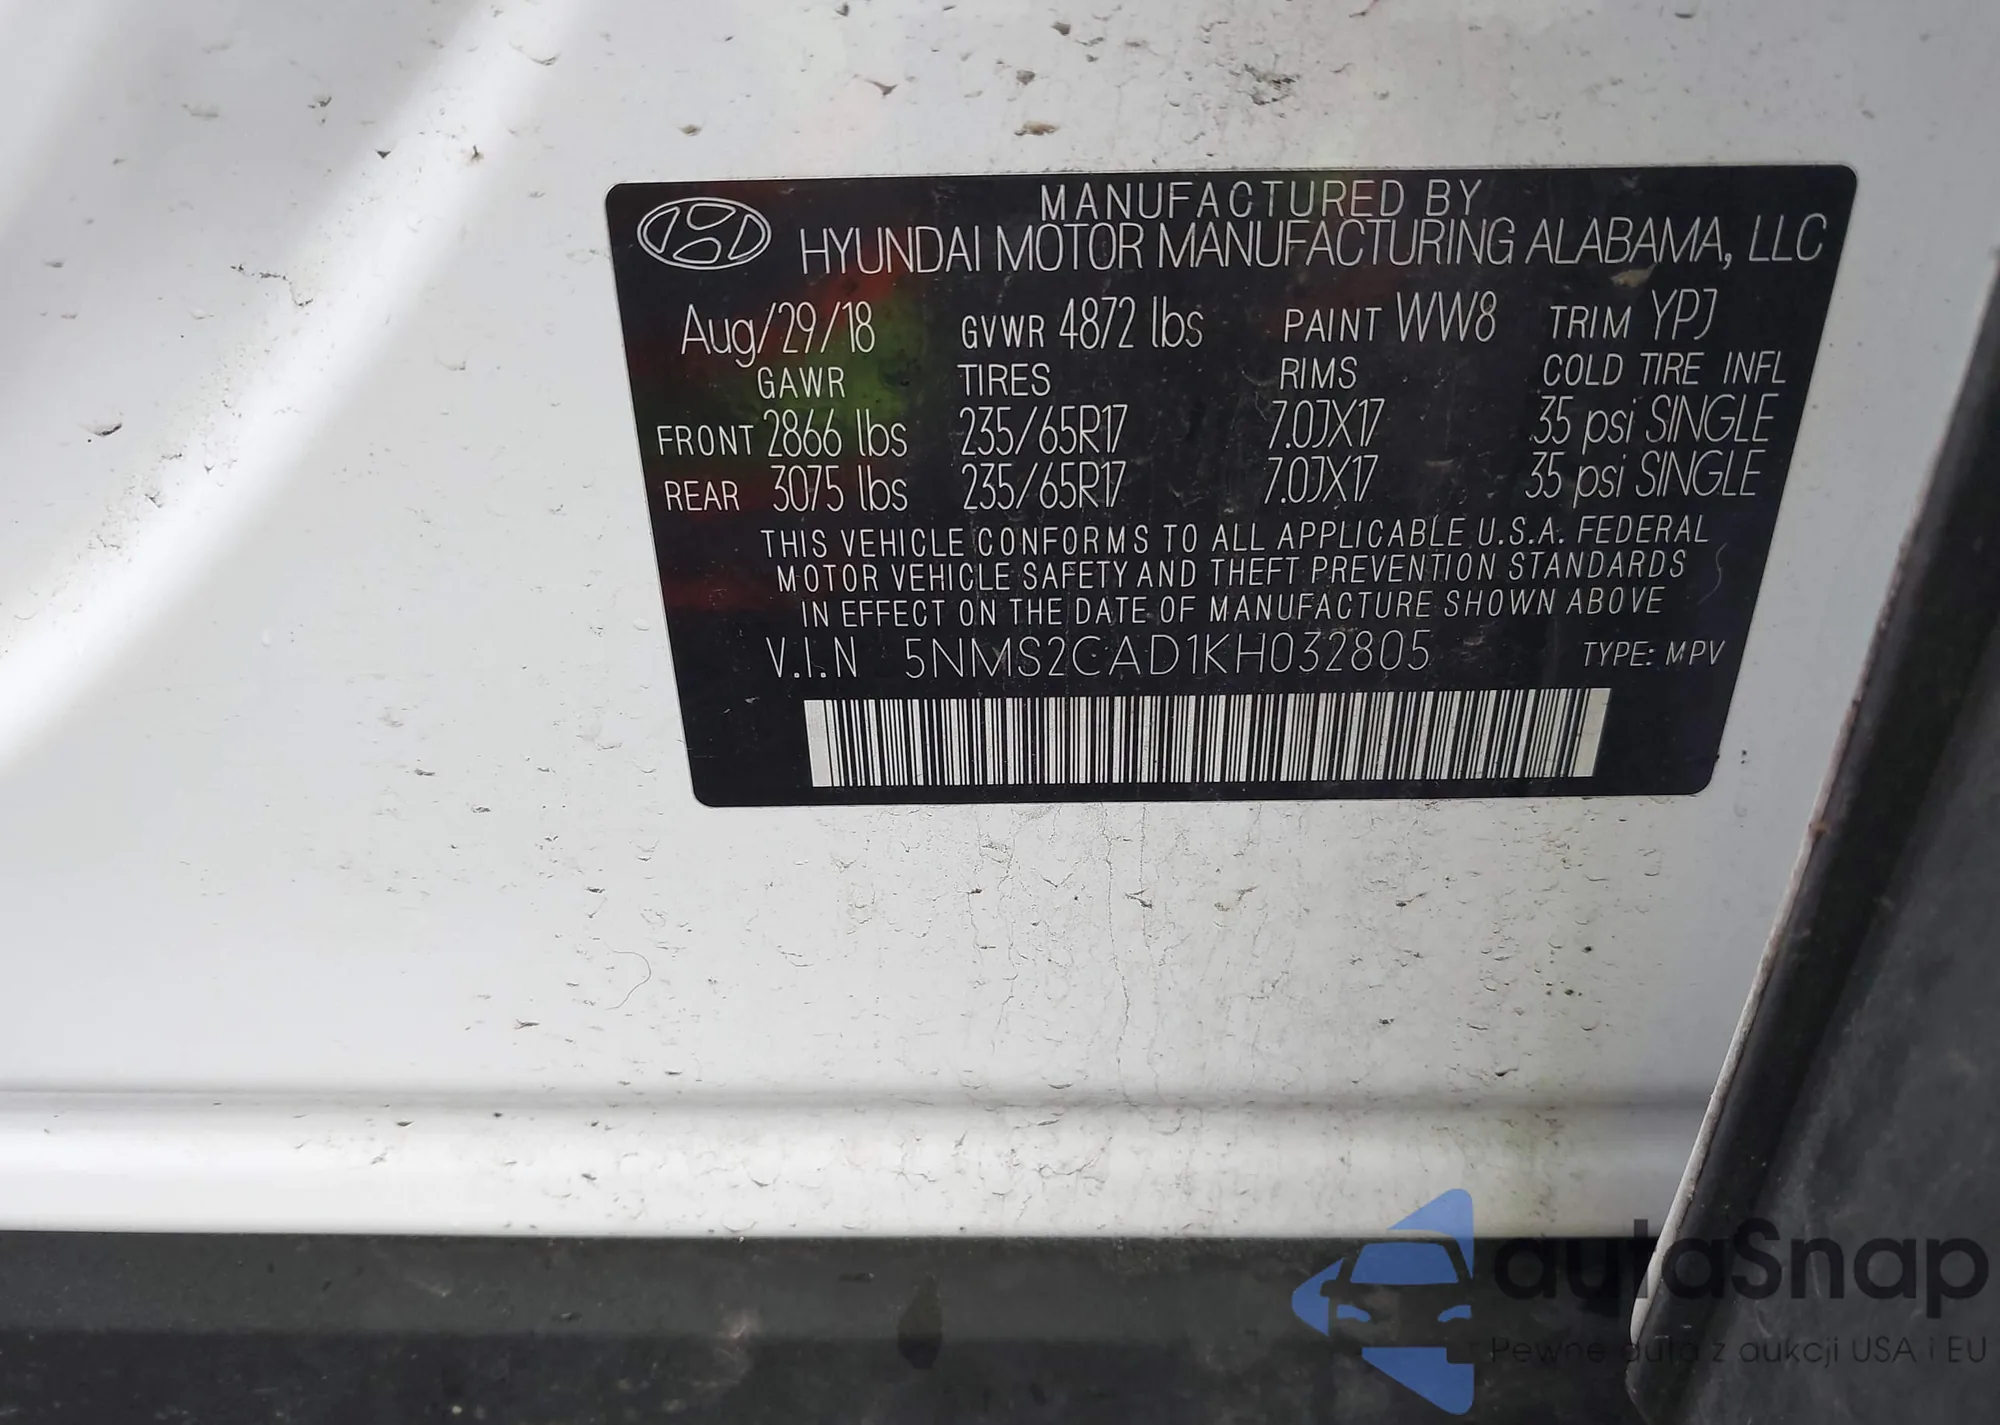 MANUFACTURED BY
HYUNDAI MOTOR MANUFACTURING ALABAMA, LLC
Aug/29/18 GVWR 4872 lbs PAINT WW8 TRIM YPJ
GAWR TIRES RIMS COLD TIRE INFL
FRONT 2866 lbs 235/65R17 7.0JX17 35 psi SINGLE
REAR 3075 lbs 235/65R17 7.0JX17 35 psi SINGLE
THIS VEHICLE CONFORMS TO ALL APPLICABLE U.S.A. FEDERAL
MOTOR VEHICLE SAFETY AND THEFT PREVENTION STANDARDS
IN EFFECT ON THE DATE OF MANUFACTURE SHOWN ABOVE
V.I.N 5NMS2CAD1KH032805 TYPE: MPV
autaSnap
Pewne auta z aukcji USA i EU